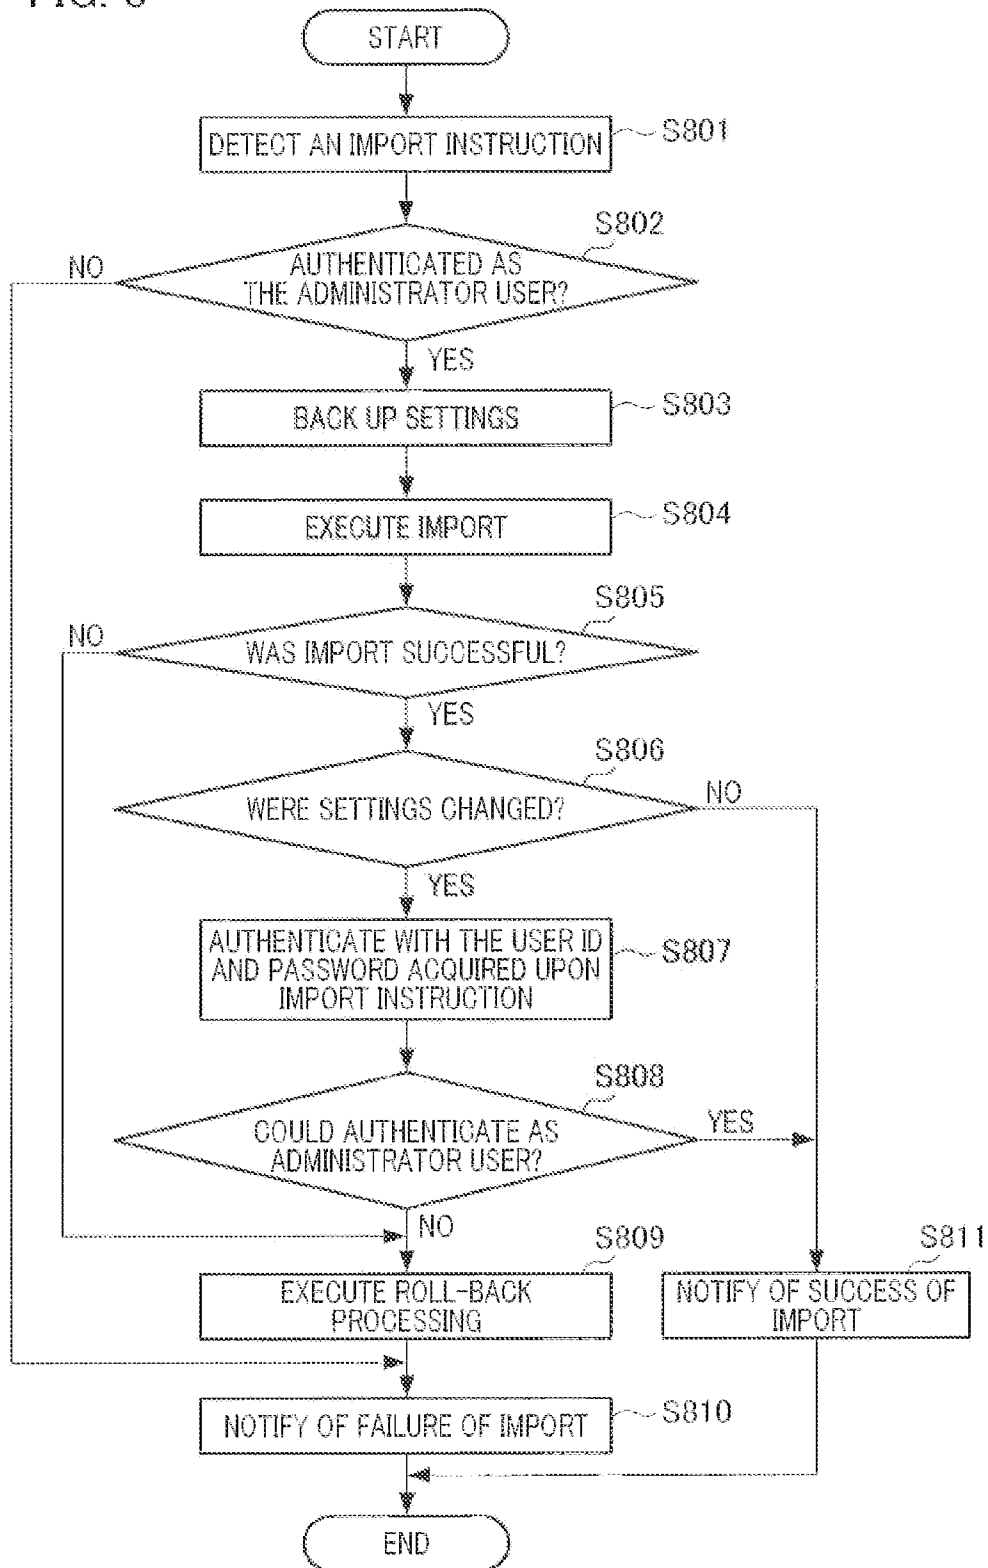 START
DETECT AN IMPORT INSTRUCTION
S801
S802
AUTHENTICATED AS
THE ADMINISTRATOR USER?
NO
YES
BACK UP SETTINGS
S803
EXECUTE IMPORT
S804
S805
WAS IMPORT SUCCESSFUL?
NO
YES
S806
WERE SETTINGS CHANGED?
NO
YES
AUTHENTICATE WITH THE USER ID
AND PASSWORD ACQUIRED UPON
IMPORT INSTRUCTION
S807
S808
COULD AUTHENTICATE AS
ADMINISTRATOR USER?
YES
NO
S809
EXECUTE ROLL-BACK
PROCESSING
S811
NOTIFY OF SUCCESS OF
IMPORT
NOTIFY OF FAILURE OF IMPORT
S810
END